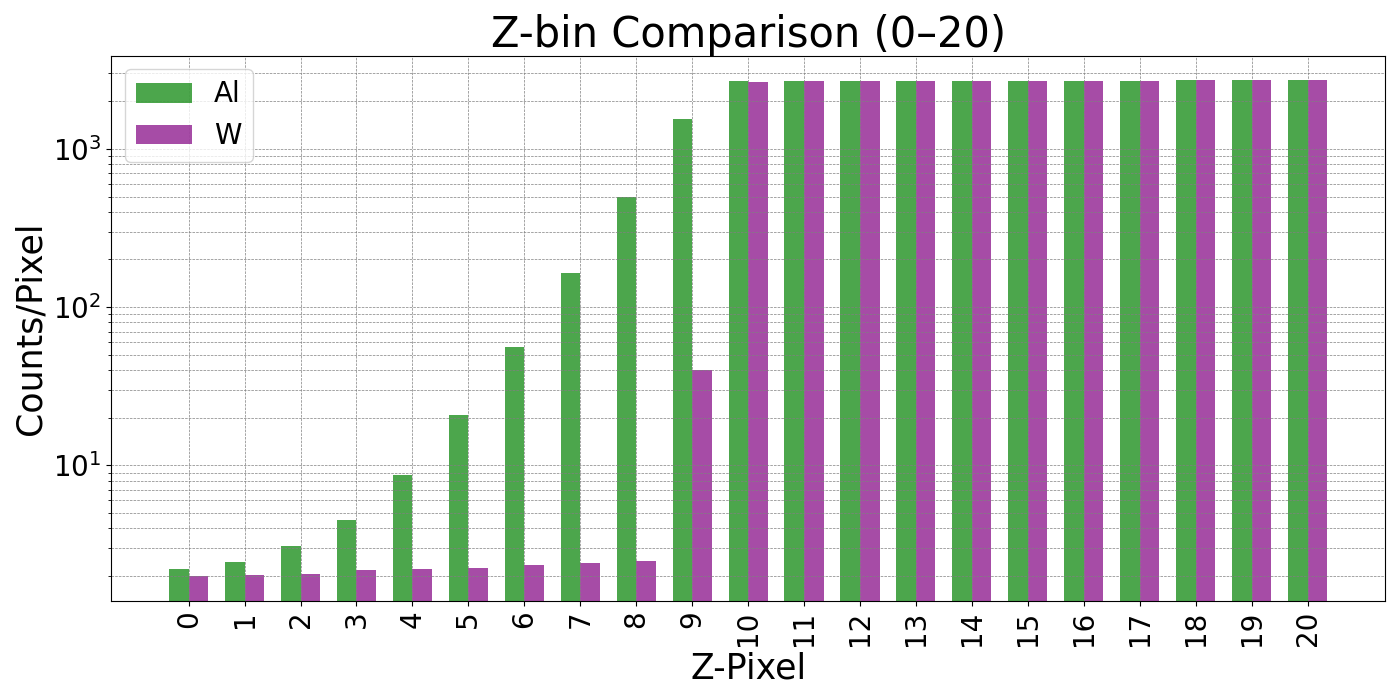 Z-bin Comparison (0–20)
Al
W
Counts/Pixel
10³
10²
10¹
0 1 2 3 4 5 6 7 8 9 10 11 12 13 14 15 16 17 18 19 20
Z-Pixel